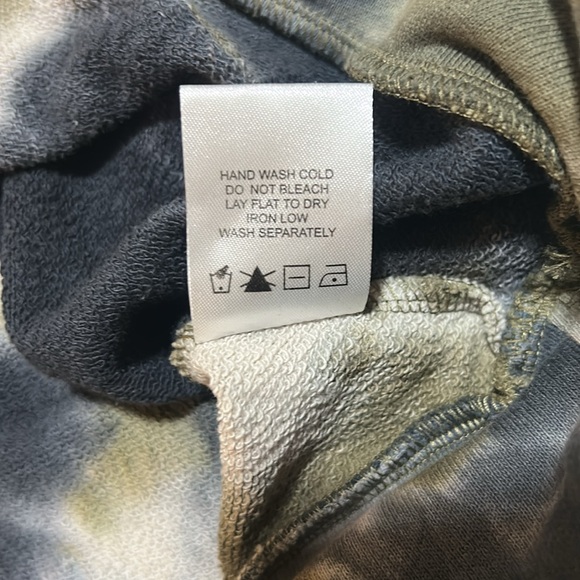 HAND WASH COLD
DO NOT BLEACH
LAY FLAT TO DRY
IRON LOW
WASH SEPARATELY